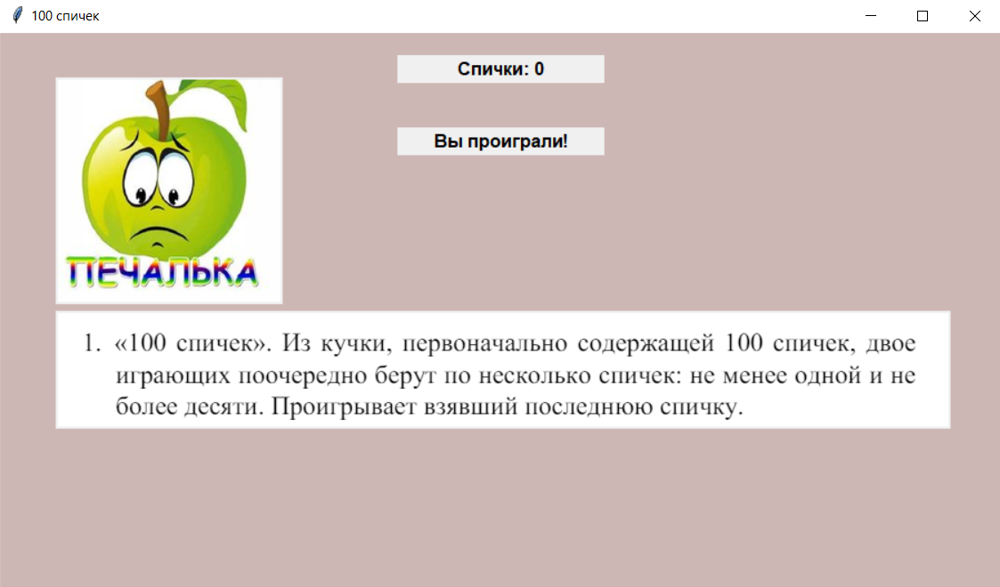 100 спичек
Спички: 0
Вы проиграли!
ПЕЧАЛЬКА
1. «100 спичек». Из кучки, первоначально содержащей 100 спичек, двое
играющих поочередно берут по несколько спичек: не менее одной и не
более десяти. Проигрывает взявший последнюю спичку.